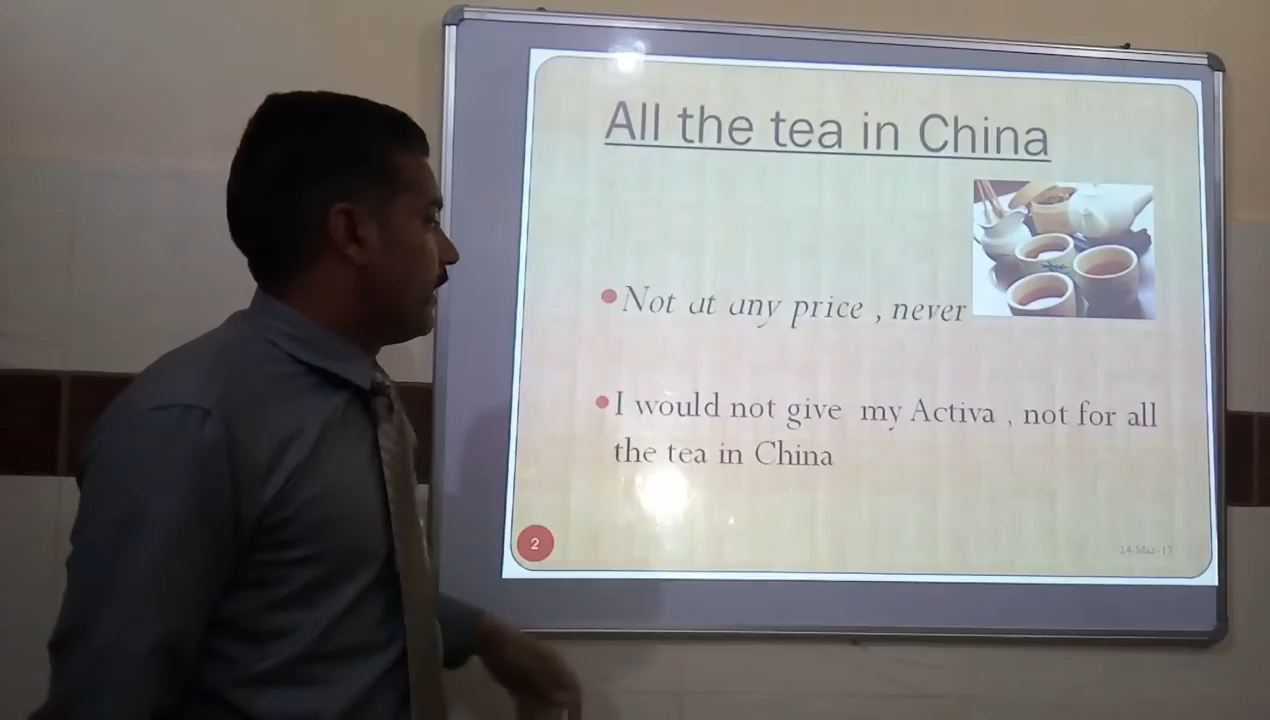 All the tea in China
Not at any price , never
I would not give my Activa , not for all
the tea in China
2
24-Mar-17